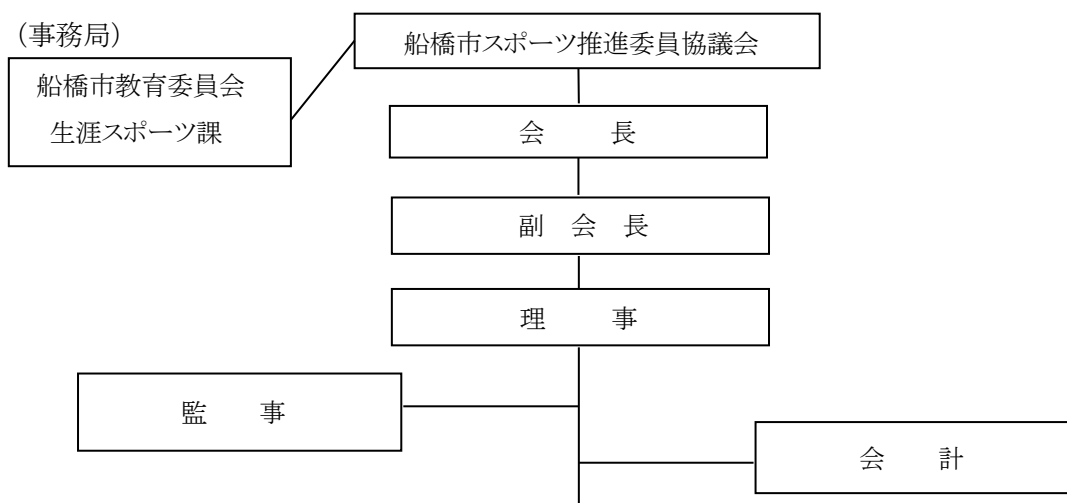 （事務局）
船橋市スポーツ推進委員協議会
船橋市教育委員会
生涯スポーツ課
会　　長
副　会　長
理　　事
監　　事
会　　計